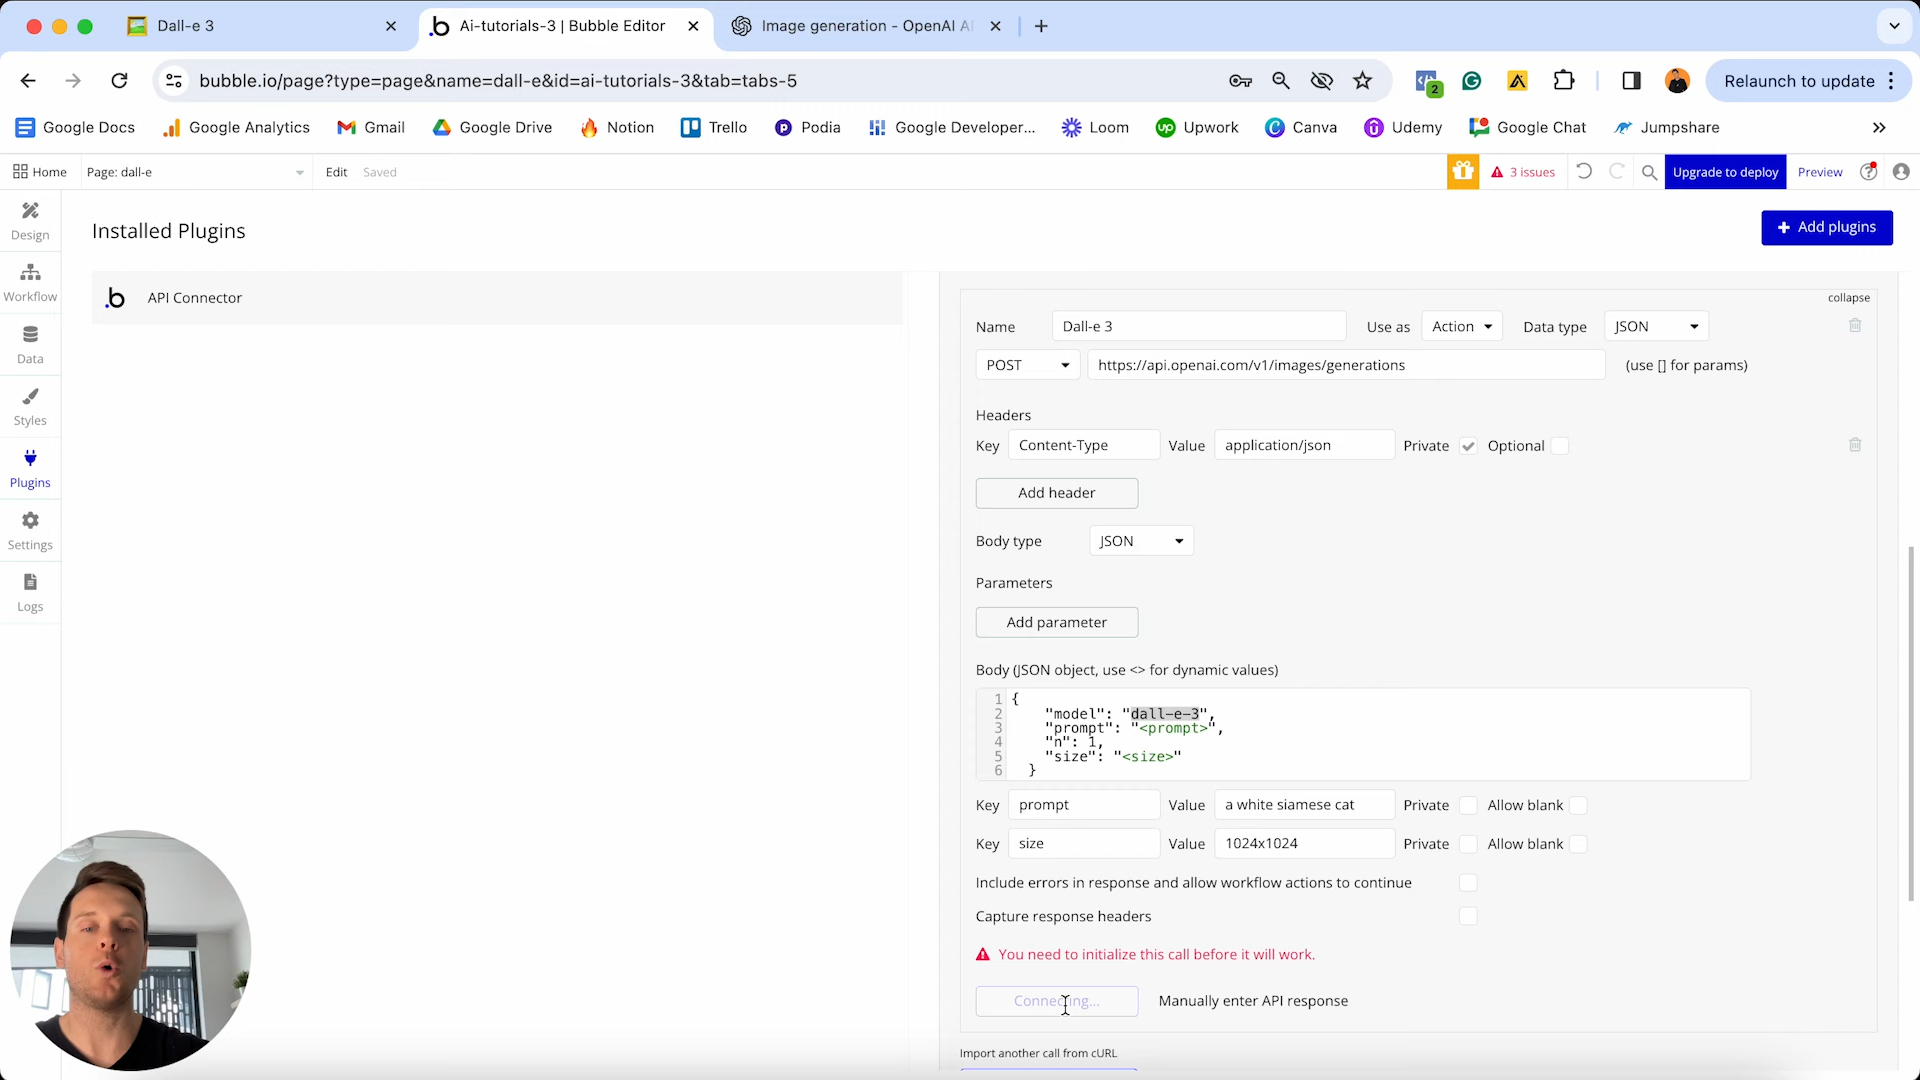 Dall-e 3
Ai-tutorials-3 | Bubble Editor
Image generation - OpenAI A
bubble.io/page?type=page&name=dall-e&id=ai-tutorials-3&tab=tabs-5
2
Relaunch to update
Google Docs
Google Analytics
Gmail
Google Drive
Notion
Trello
Podia
Google Developer...
Loom
Upwork
Canva
Udemy
Google Chat
Jumpshare
Home
Page: dall-e
Edit
Saved
3 issues
Upgrade to deploy
Preview
Design
Workflow
Data
Styles
Plugins
Settings
Logs
Installed Plugins
+ Add plugins
API Connector
collapse
Name Dall-e 3 Use as Action Data type JSON
POST https://api.openai.com/v1/images/generations (use [] for params)
Headers
Key Content-Type Value application/json Private Optional
Add header
Body type JSON
Parameters
Add parameter
Body (JSON object, use <> for dynamic values)
1 {
2 "model": "dall-e-3",
3 "prompt": "<prompt>",
4 "n": 1,
5 "size": "<size>"
6 }
Key prompt Value a white siamese cat Private Allow blank
Key size Value 1024x1024 Private Allow blank
Include errors in response and allow workflow actions to continue
Capture response headers
You need to initialize this call before it will work.
Connecting... Manually enter API response
Import another call from cURL